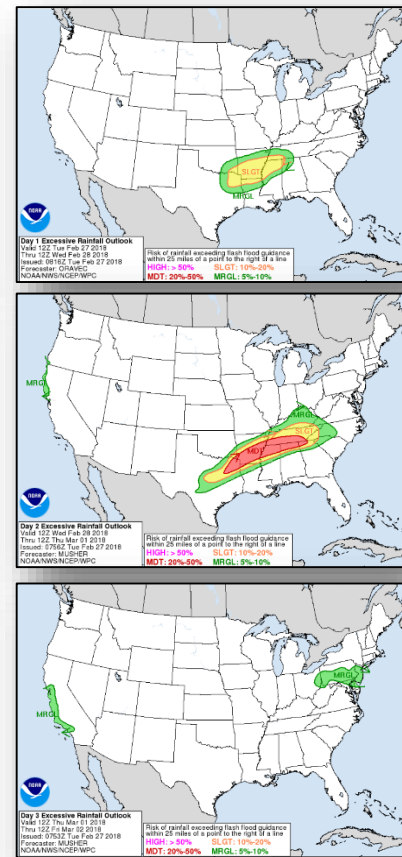 SLGT
MRGL
NOAA
Day 1 Excessive Rainfall Outlook
Valid 12Z Tue Feb 27 2018
Thru 12Z Wed Feb 28 2018
Issued: 0816Z Tue Feb 27 2018
Forecaster: ORAVEC
NOAA/NWS/NCEP/WPC
Risk of rainfall exceeding flash flood guidance
within 25 miles of a point to the right of a line
HIGH: > 50% SLGT: 10%-20%
MDT: 20%-50% MRGL: 5%-10%
MRGL
MRGL
SLGT
MDT
NOAA
Day 2 Excessive Rainfall Outlook
Valid 12Z Wed Feb 28 2018
Thru 12Z Thu Mar 01 2018
Issued: 0756Z Tue Feb 27 2018
Forecaster: MUSHER
NOAA/NWS/NCEP/WPC
Risk of rainfall exceeding flash flood guidance
within 25 miles of a point to the right of a line
HIGH: > 50% SLGT: 10%-20%
MDT: 20%-50% MRGL: 5%-10%
MRGL
MRGL
NOAA
Day 3 Excessive Rainfall Outlook
Valid 12Z Thu Mar 01 2018
Thru 12Z Fri Mar 02 2018
Issued: 0753Z Tue Feb 27 2018
Forecaster: MUSHER
NOAA/NWS/NCEP/WPC
Risk of rainfall exceeding flash flood guidance
within 25 miles of a point to the right of a line
HIGH: > 50% SLGT: 10%-20%
MDT: 20%-50% MRGL: 5%-10%